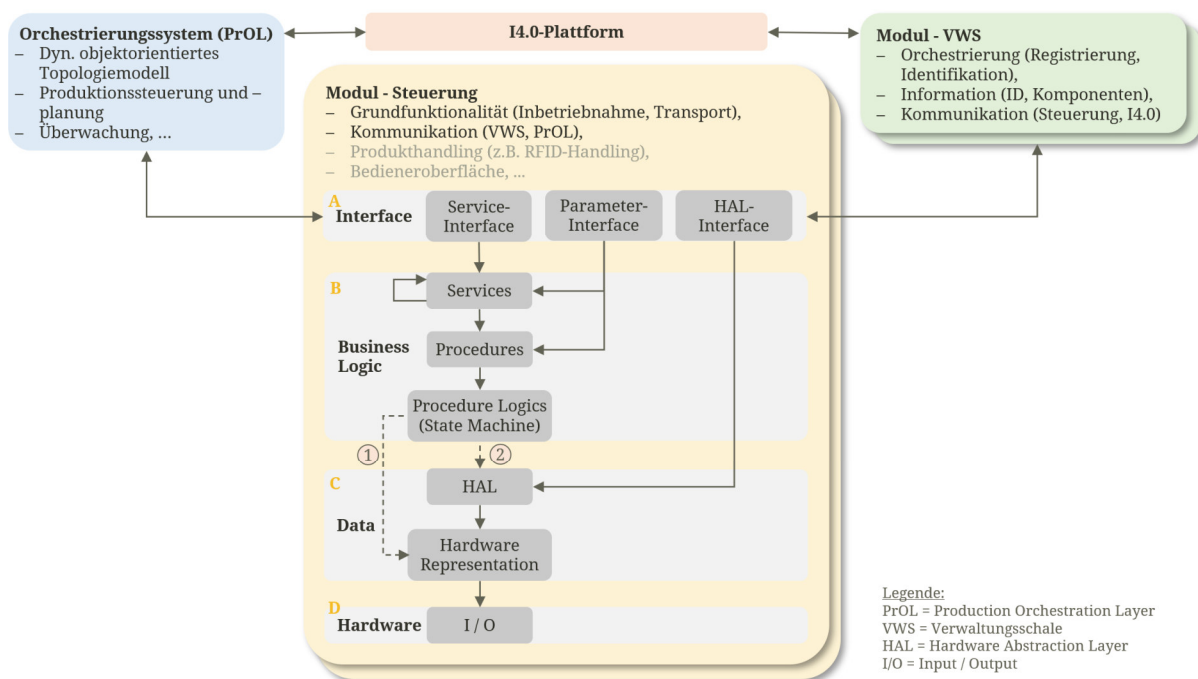 Orchestrierungssystem (PrOL)
– Dyn. objektorientiertes
Topologiemodell
– Produktionssteuerung und –
planung
– Überwachung, ...
I4.0-Plattform
Modul - VWS
– Orchestrierung (Registrierung,
Identifikation),
– Information (ID, Komponenten),
– Kommunikation (Steuerung, I4.0)
Modul - Steuerung
– Grundfunktionalität (Inbetriebnahme, Transport),
– Kommunikation (VWS, PrOL),
– Produkthandling (z.B. RFID-Handling),
– Bedieneroberfläche, ...
A
Interface
Service-
Interface
Parameter-
Interface
HAL-
Interface
B
Business
Logic
Services
Procedures
Procedure Logics
(State Machine)
1
2
C
Data
HAL
Hardware
Representation
D
Hardware
I / O
Legende:
PrOL = Production Orchestration Layer
VWS = Verwaltungsschale
HAL = Hardware Abstraction Layer
I/O = Input / Output